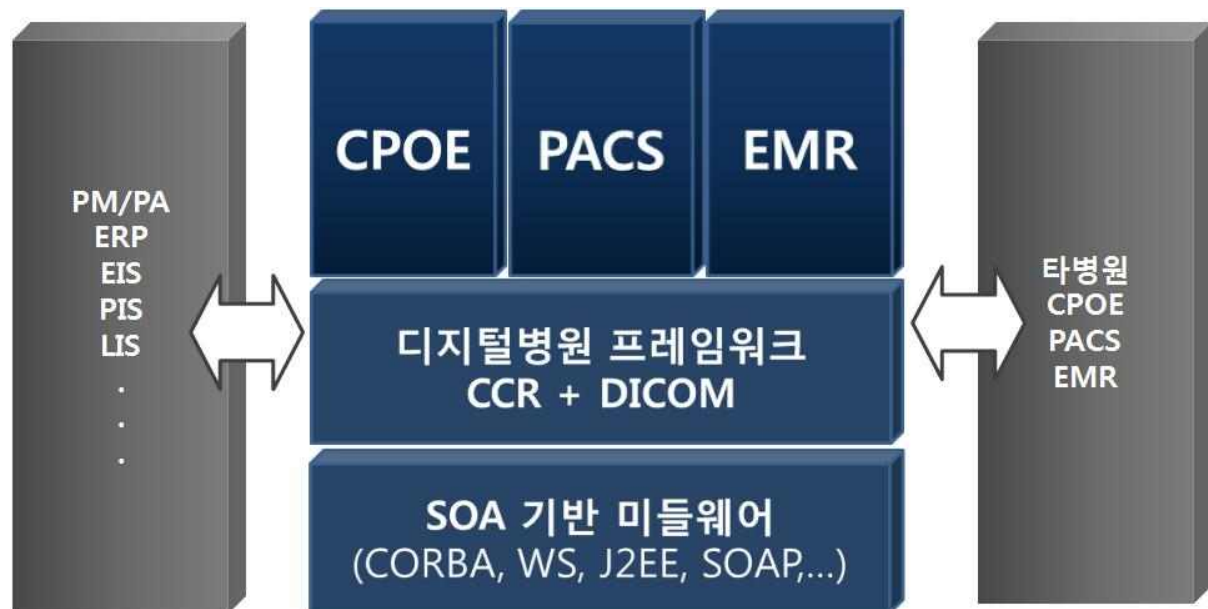 PM/PA
ERP
EIS
PIS
LIS
.
.
.
CPOE
PACS
EMR
디지털병원 프레임워크
CCR + DICOM
SOA 기반 미들웨어
(CORBA, WS, J2EE, SOAP,...)
타병원
CPOE
PACS
EMR